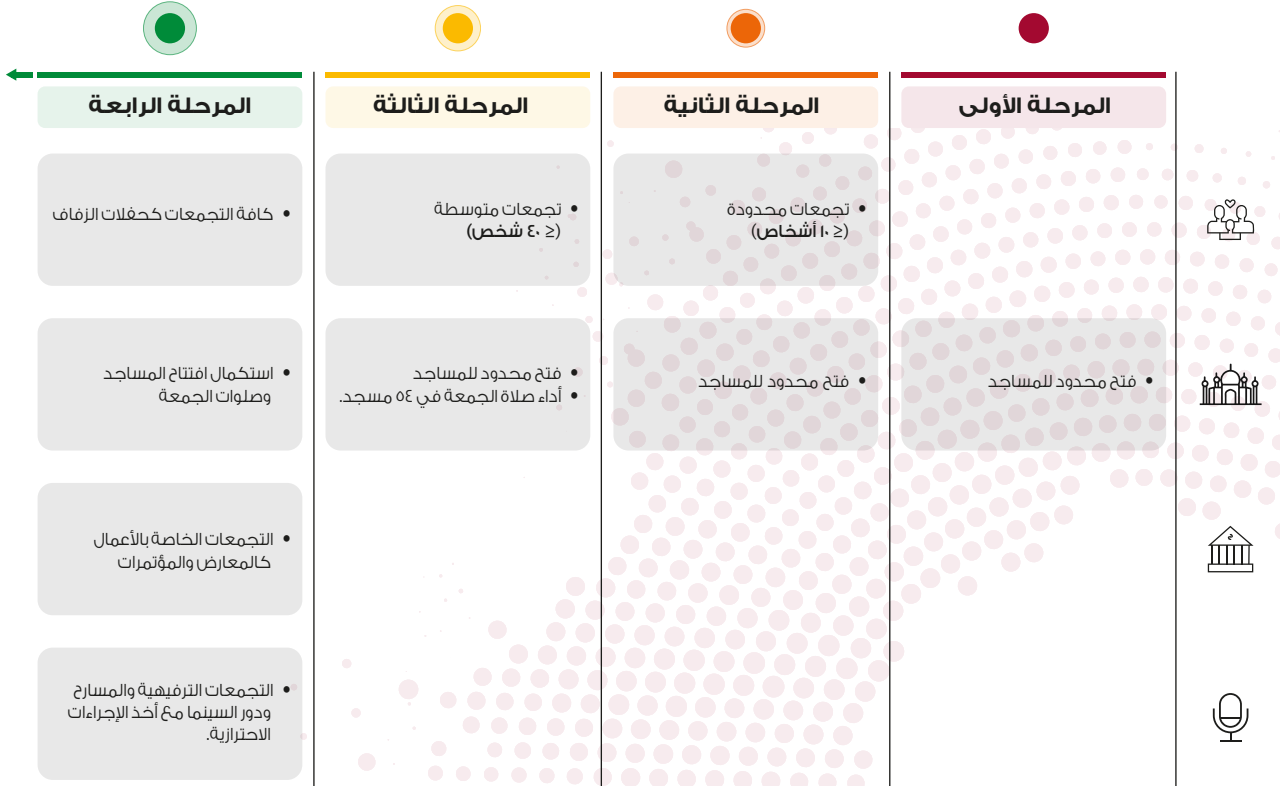 المرحلة الأولى
المرحلة الثانية
المرحلة الثالثة
المرحلة الرابعة
• تجمعات محدودة
(≤ ١٠ أشخاص)
• تجمعات متوسطة
(≤ ٤٠ شخص)
• كافة التجمعات كحفلات الزفاف
• فتح محدود للمساجد
• فتح محدود للمساجد
• فتح محدود للمساجد
• أداء صلاة الجمعة في ٥٤ مسجد.
• استكمال افتتاح المساجد
وصلوات الجمعة
• التجمعات الخاصة بالأعمال
كالمعارض والمؤتمرات
• التجمعات الترفيهية والمسارح
ودور السينما مع أخذ الإجراءات
الاحترازية.